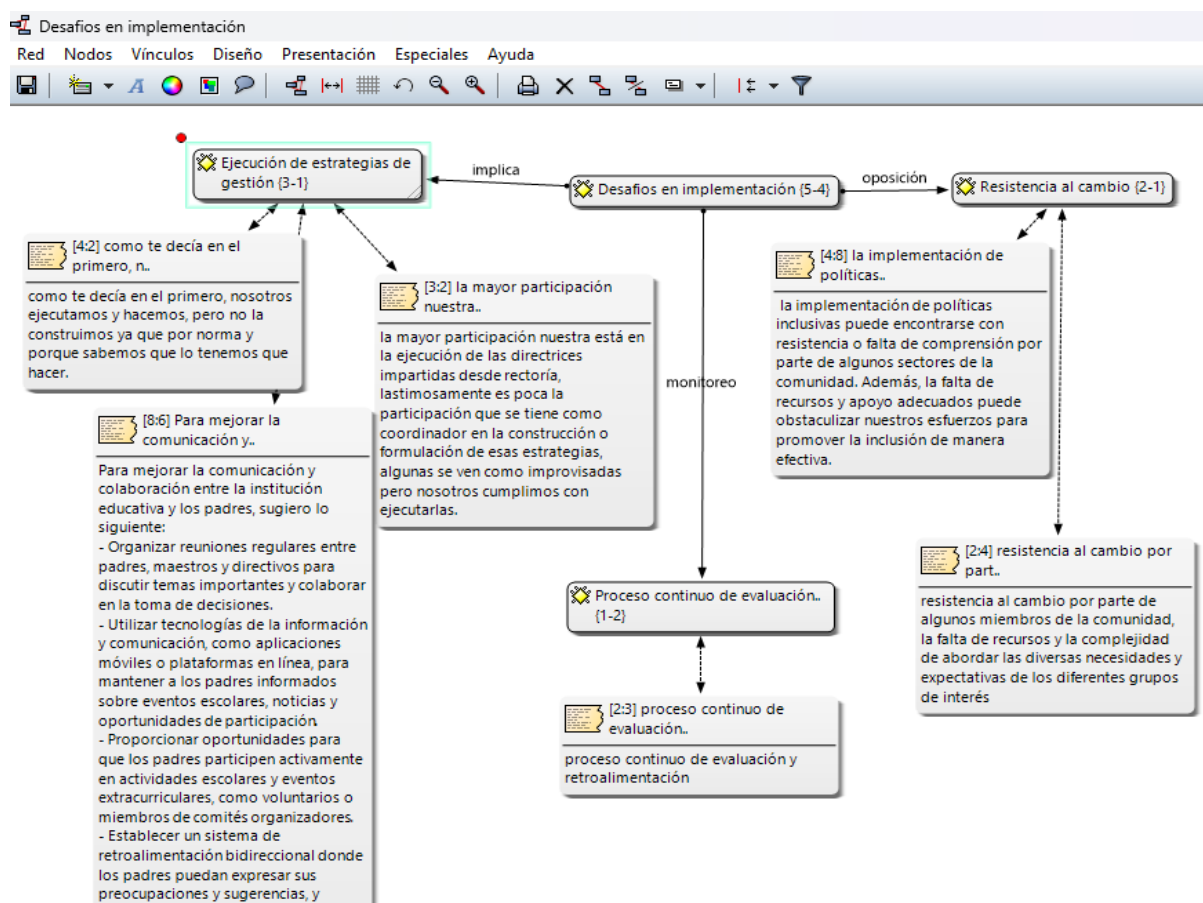 Desafios en implementación
Red Nodos Vínculos Diseño Presentación Especiales Ayuda
Ejecución de estrategias de
gestión {3-1}
implica
Desafios en implementación {5-4}
oposición
Resistencia al cambio {2-1}
[4:2] como te decía en el
primero, n..
como te decía en el primero, nosotros
ejecutamos y hacemos, pero no la
construimos ya que por norma y
porque sabemos que lo tenemos que
hacer.
[3:2] la mayor participación
nuestra..
la mayor participación nuestra está en
la ejecución de las directrices
impartidas desde rectoría,
lastimosamente es poca la
participación que se tiene como
coordinador en la construcción o
formulación de esas estrategias,
algunas se ven como improvisadas
pero nosotros cumplimos con
ejecutarlas.
monitoreo
[4:8] la implementación de
políticas..
la implementación de políticas
inclusivas puede encontrarse con
resistencia o falta de comprensión por
parte de algunos sectores de la
comunidad. Además, la falta de
recursos y apoyo adecuados puede
obstaculizar nuestros esfuerzos para
promover la inclusión de manera
efectiva.
[8:6] Para mejorar la
comunicación y..
Para mejorar la comunicación y
colaboración entre la institución
educativa y los padres, sugiero lo
siguiente:
- Organizar reuniones regulares entre
padres, maestros y directivos para
discutir temas importantes y colaborar
en la toma de decisiones.
- Utilizar tecnologías de la información
y comunicación, como aplicaciones
móviles o plataformas en línea, para
mantener a los padres informados
sobre eventos escolares, noticias y
oportunidades de participación.
- Proporcionar oportunidades para
que los padres participen activamente
en actividades escolares y eventos
extracurriculares, como voluntarios o
miembros de comités organizadores.
- Establecer un sistema de
retroalimentación bidireccional donde
los padres puedan expresar sus
preocupaciones y sugerencias, y
Proceso continuo de evaluación..
{1-2}
[2:3] proceso continuo de
evaluación..
proceso continuo de evaluación y
retroalimentación
[2:4] resistencia al cambio por
part..
resistencia al cambio por parte de
algunos miembros de la comunidad,
la falta de recursos y la complejidad
de abordar las diversas necesidades y
expectativas de los diferentes grupos
de interés